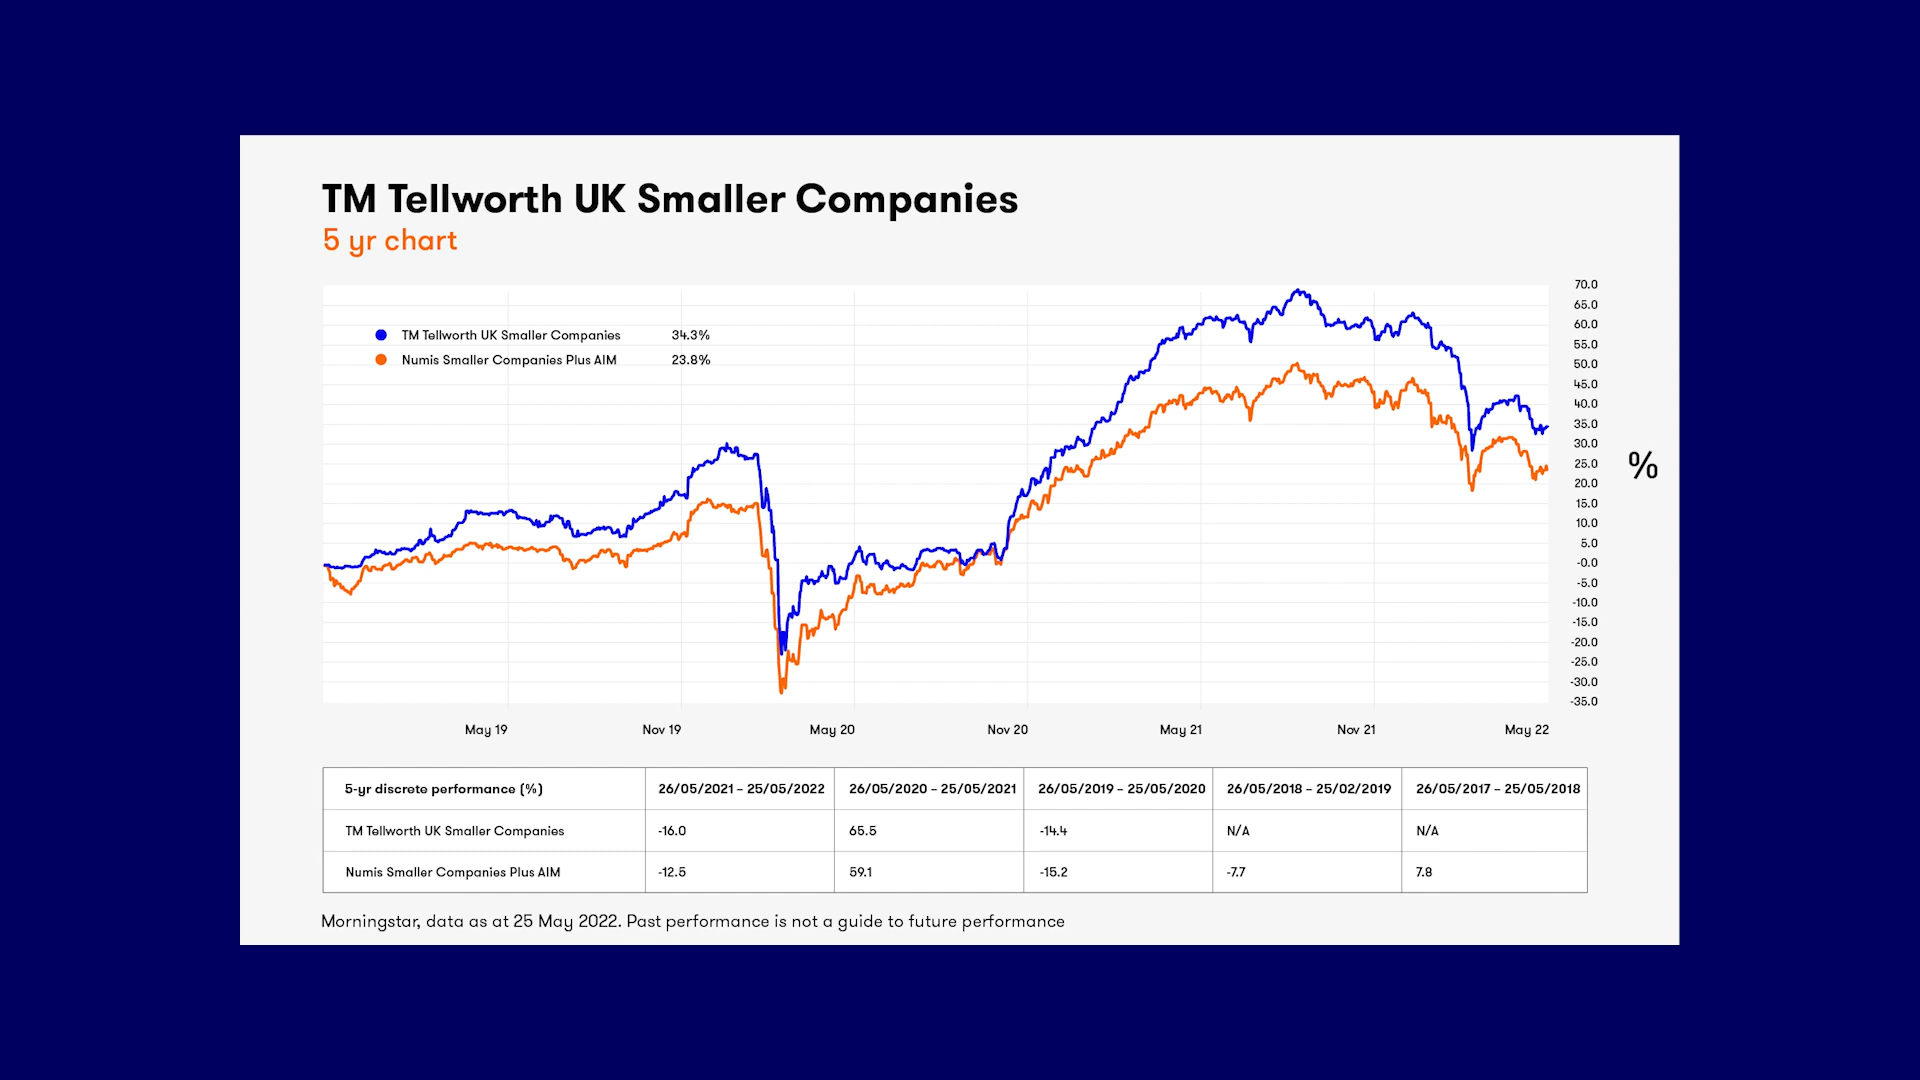 TM Tellworth UK Smaller Companies
5 yr chart
TM Tellworth UK Smaller Companies 34.3%
Numis Smaller Companies Plus AIM 23.8%
70.0
65.0
60.0
55.0
50.0
45.0
40.0
35.0
30.0
25.0
20.0
15.0
10.0
5.0
-0.0
-5.0
-10.0
-15.0
-20.0
-25.0
-30.0
-35.0
%
May 19 Nov 19 May 20 Nov 20 May 21 Nov 21 May 22
5-yr discrete performance (%) 26/05/2021 – 25/05/2022 26/05/2020 – 25/05/2021 26/05/2019 – 25/05/2020 26/05/2018 – 25/02/2019 26/05/2017 – 25/05/2018
TM Tellworth UK Smaller Companies -16.0 65.5 -14.4 N/A N/A
Numis Smaller Companies Plus AIM -12.5 59.1 -15.2 -7.7 7.8
Morningstar, data as at 25 May 2022. Past performance is not a guide to future performance